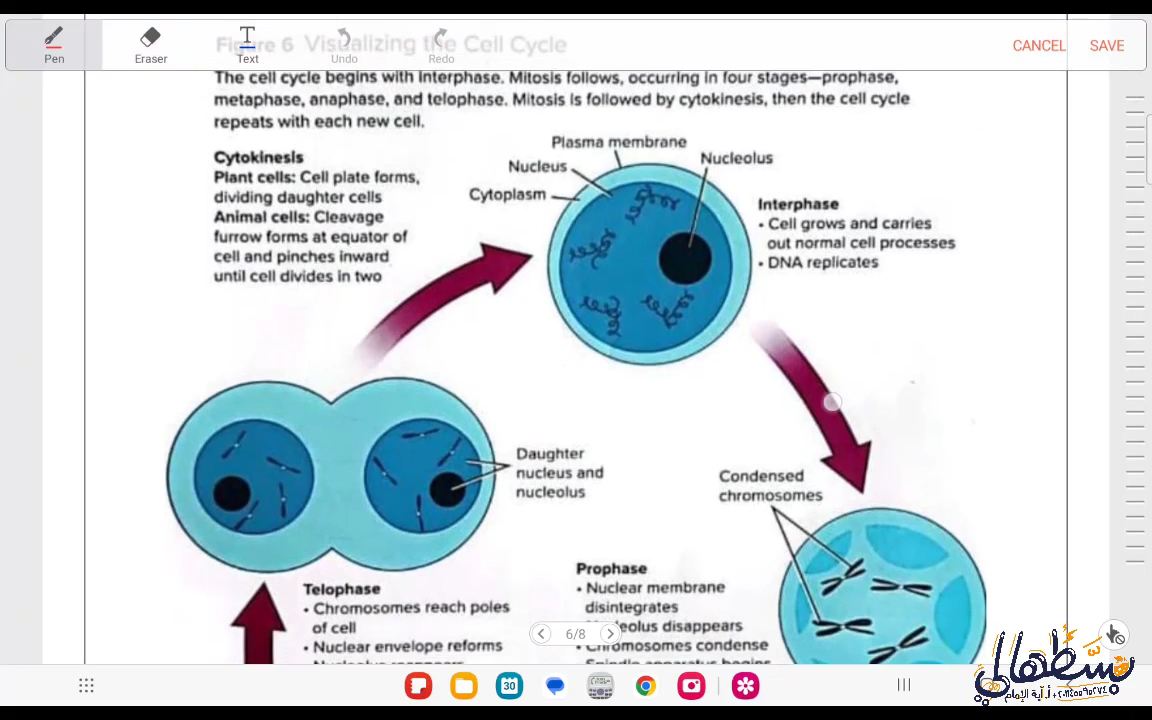 Pen
Eraser
Text
Undo
Redo
CANCEL
SAVE
Figure 6 Visualizing the Cell Cycle
The cell cycle begins with interphase. Mitosis follows, occurring in four stages—prophase,
metaphase, anaphase, and telophase. Mitosis is followed by cytokinesis, then the cell cycle
repeats with each new cell.
Cytokinesis
Plant cells: Cell plate forms,
dividing daughter cells
Animal cells: Cleavage
furrow forms at equator of
cell and pinches inward
until cell divides in two
Plasma membrane
Nucleus
Nucleolus
Cytoplasm
Interphase
• Cell grows and carries
out normal cell processes
• DNA replicates
Daughter
nucleus and
nucleolus
Condensed
chromosomes
Telophase
• Chromosomes reach poles
of cell
• Nuclear envelope reforms
Prophase
• Nuclear membrane
disintegrates
disappears
• Chromosomes condense
6/8
30
أ. آية الإمام